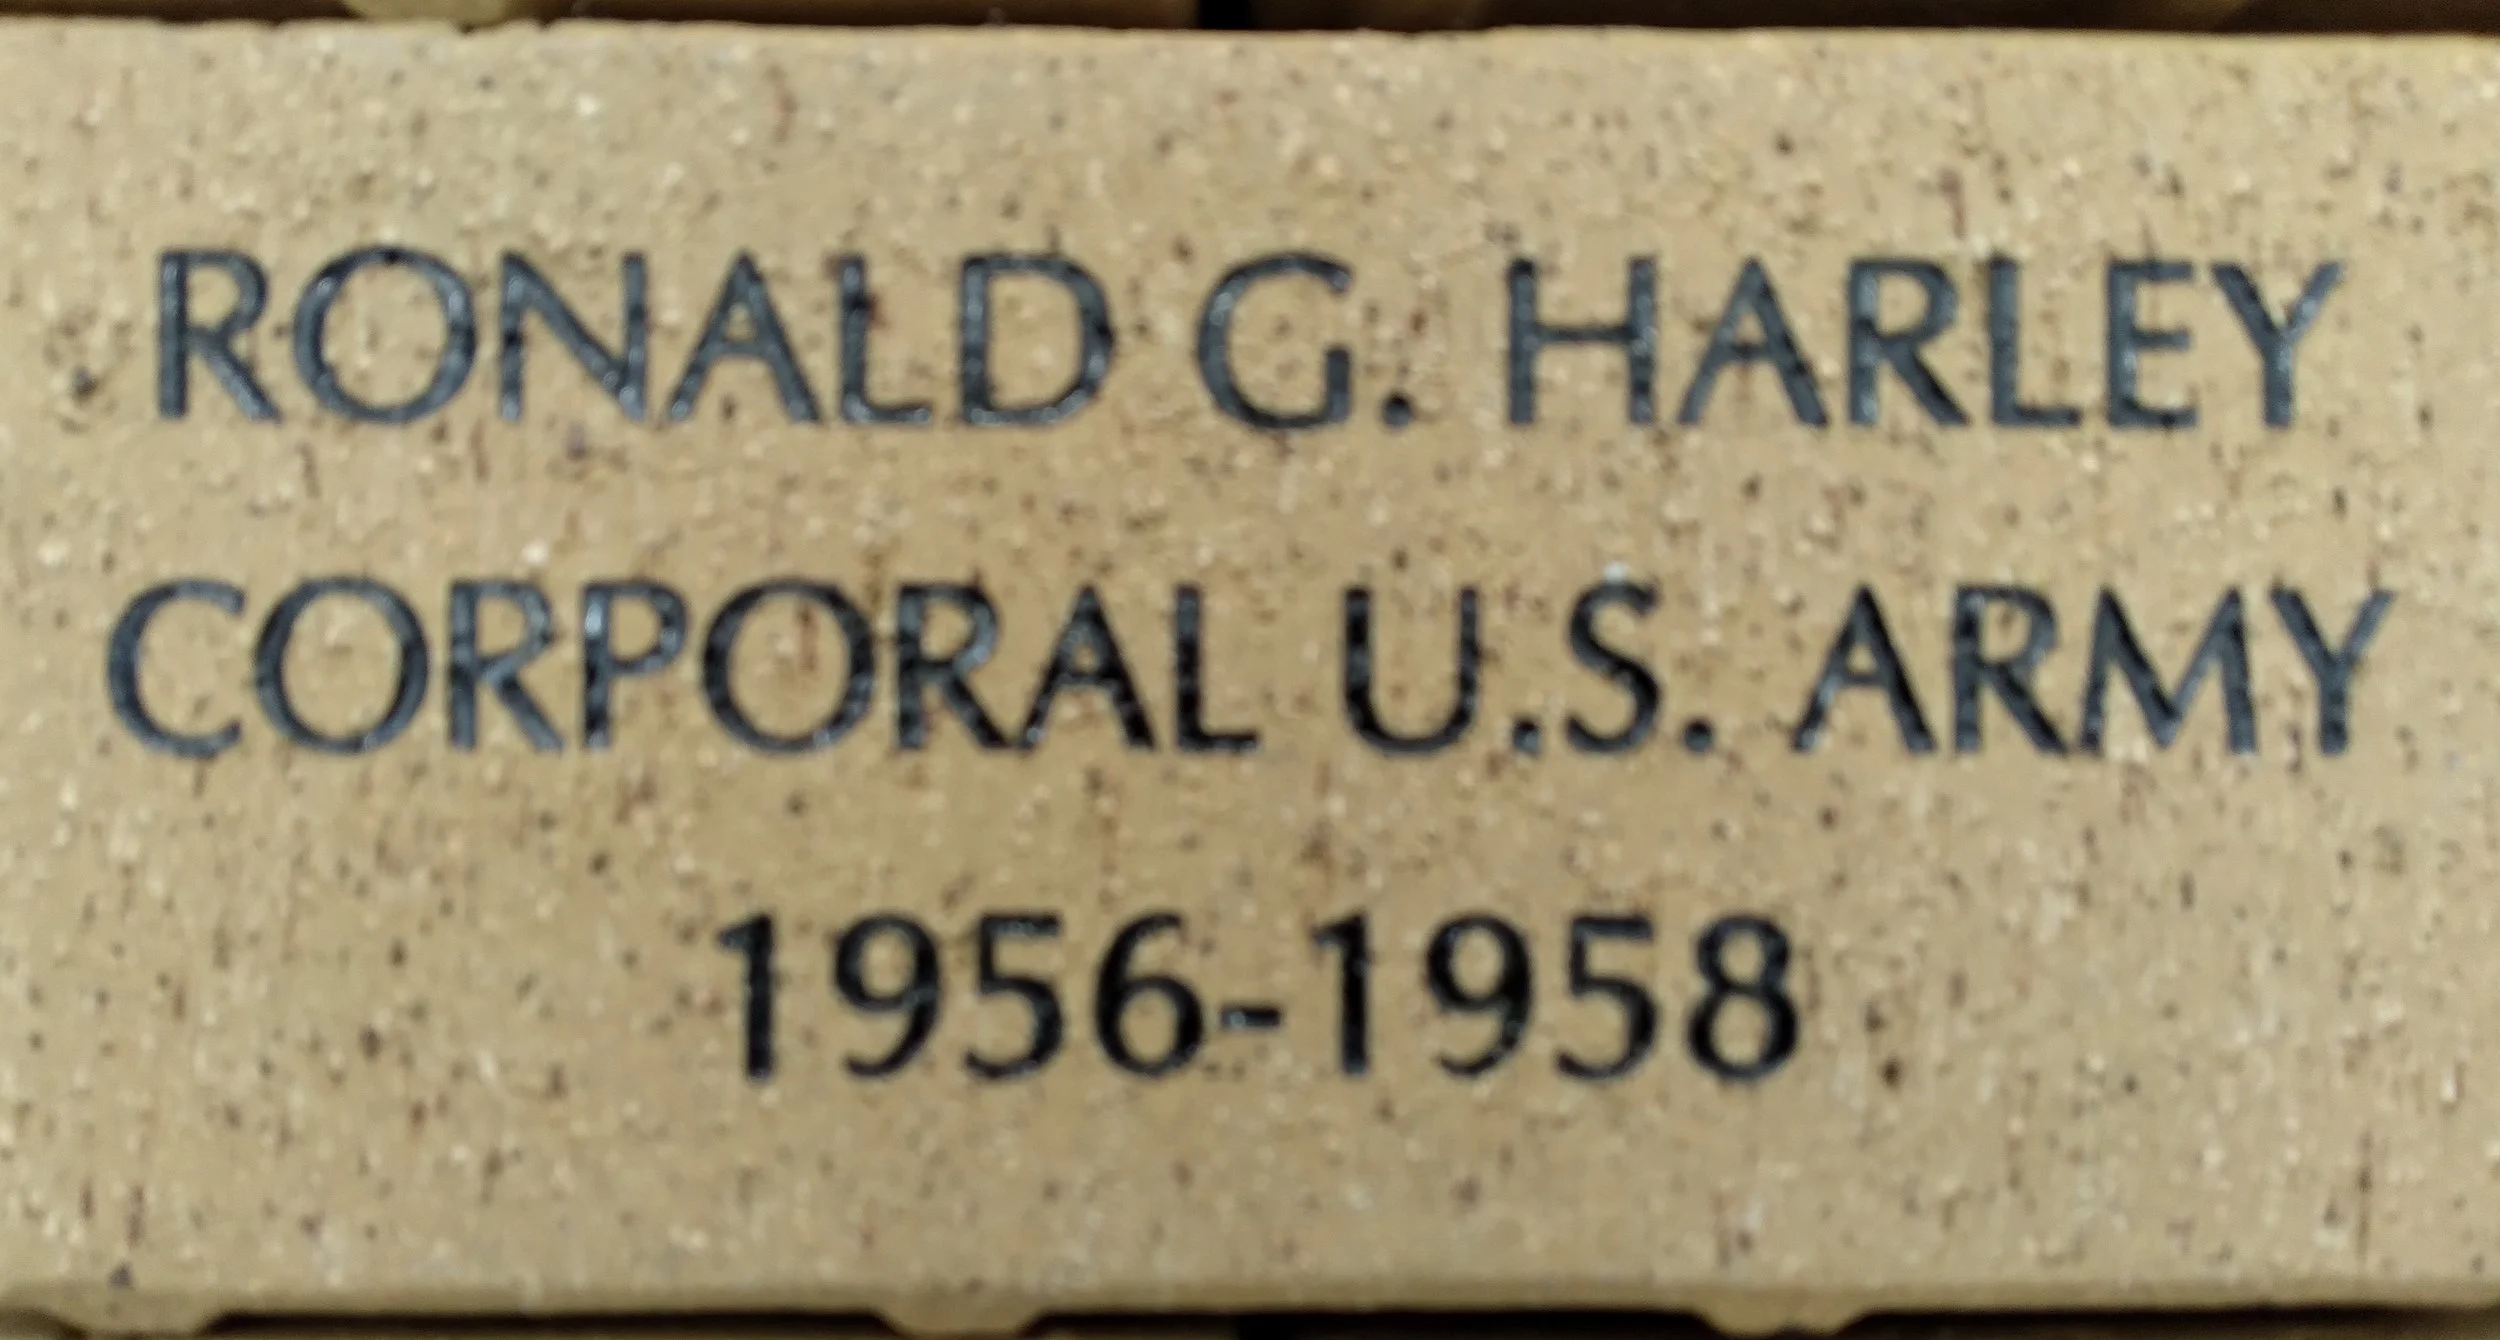 RONALD G. HARLEY
CORPORAL U.S. ARMY
1956-1958